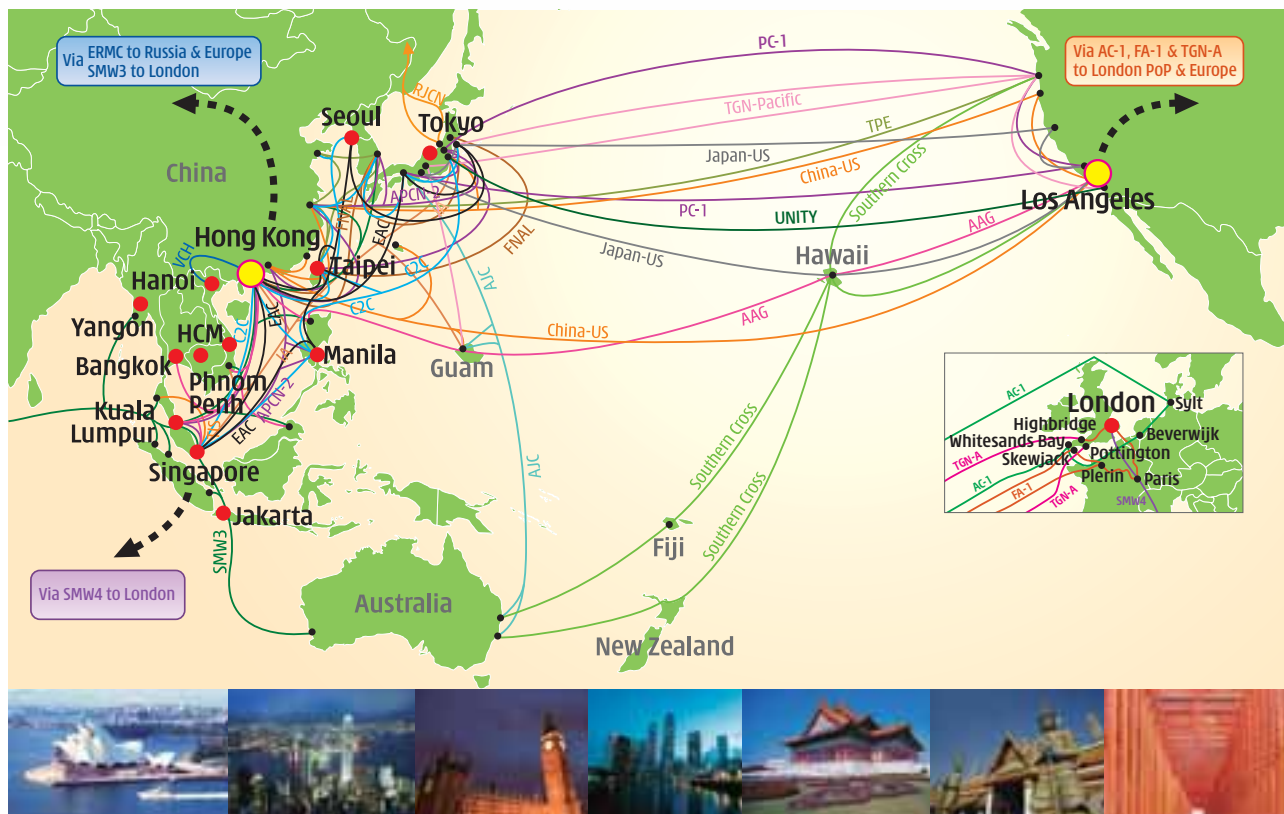 Via ERMC to Russia & Europe
SMW3 to London
Via AC-1, FA-1 & TGN-A
to London PoP & Europe
PC-1
RJCN
TGN-Pacific
Seoul
Tokyo
TPE
Japan-US
Southern Cross
China
China-US
APCN-2
Los Angeles
PC-1
FNAL
UNITY
EAC
AAG
Hong Kong
FNAL
Japan-US
Hawaii
VCH
Taipei
C2C
AJC
Hanoi
EAC
C2C
AAG
Yangon
HCM
C2C
China-US
Bangkok
Manila
Guam
Phnom
Penh
APCN-2
London
Sylt
AC-1
Kuala
Lumpur
EAC
Highbridge
Beverwijk
Whitesands Bay
Pottington
Skewjack
TGN-A
Plerin
Paris
AC-1
FA-1
TGN-A
SMW4
Singapore
AJC
Southern Cross
Southern Cross
Jakarta
SMW3
Fiji
Via SMW4 to London
Australia
New Zealand